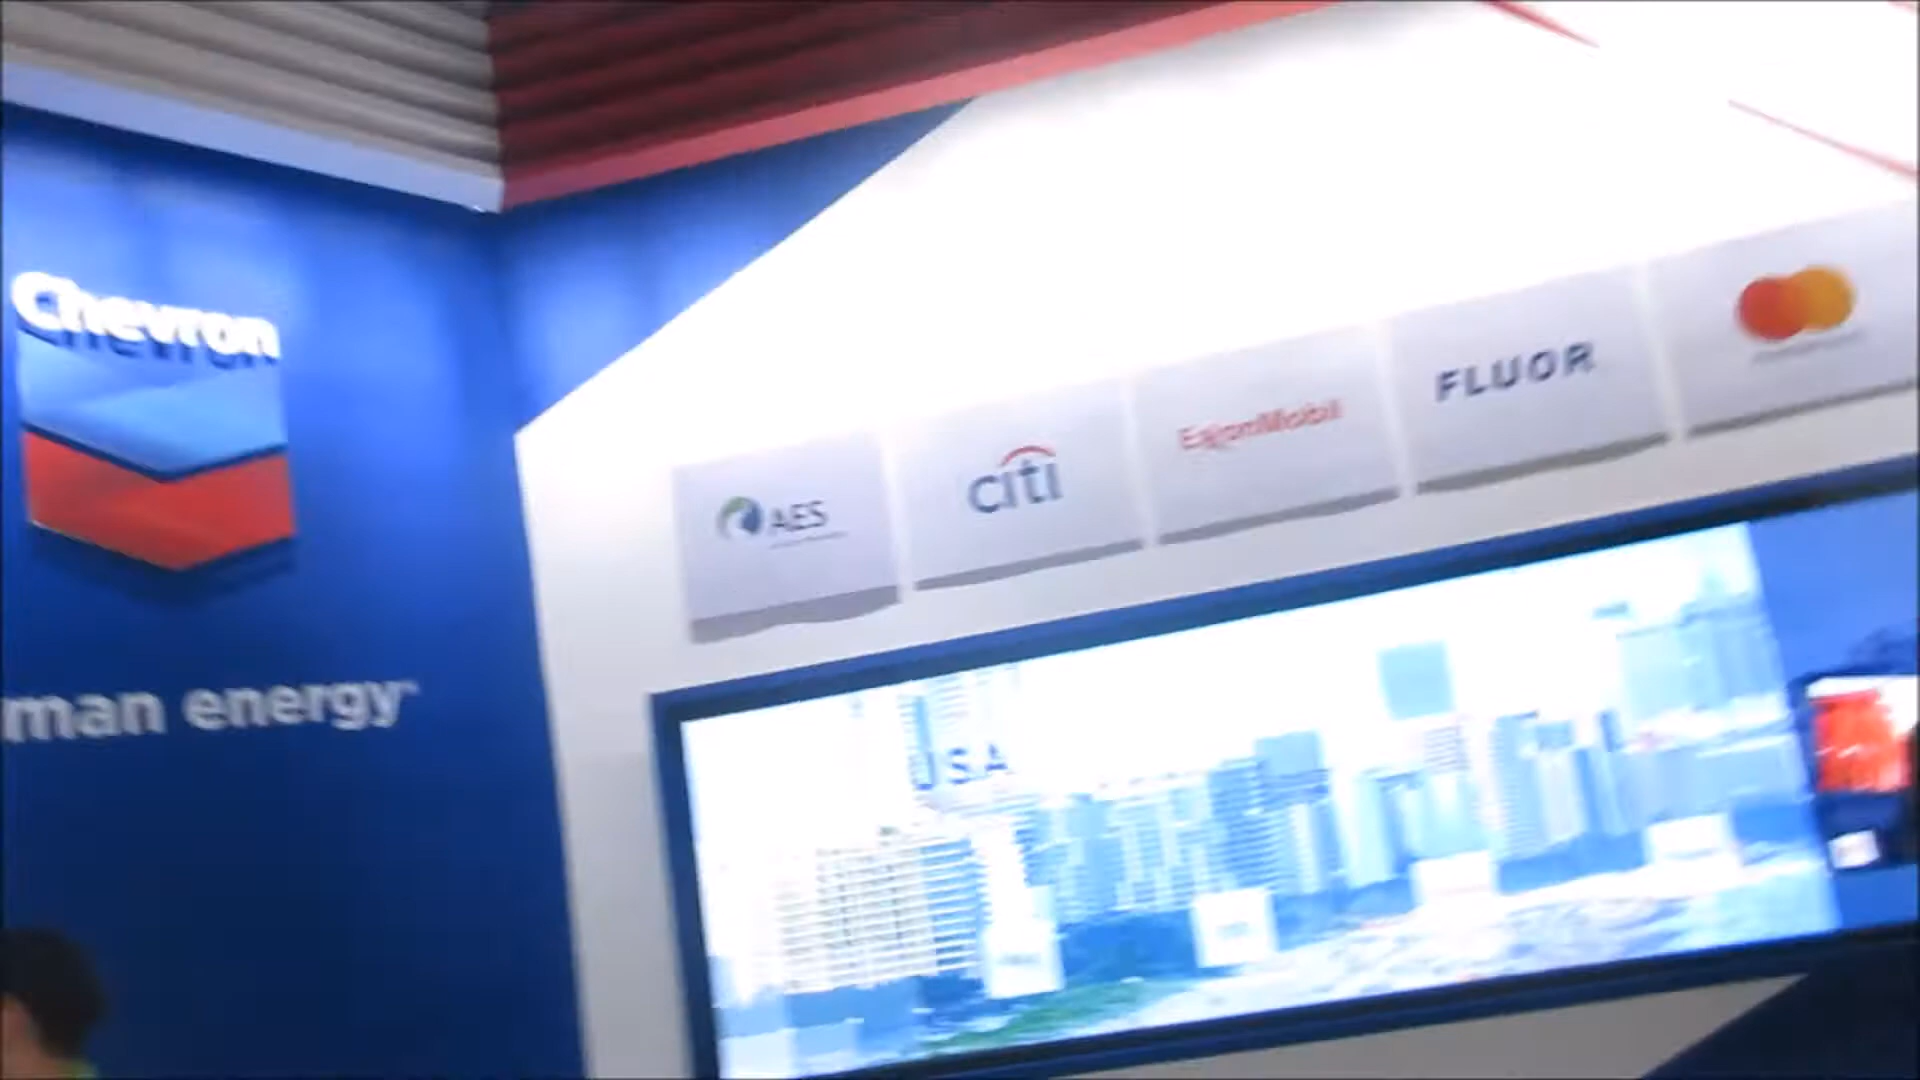 Chevron
man energy
AES
citi
ExxonMobil
FLUOR
USA